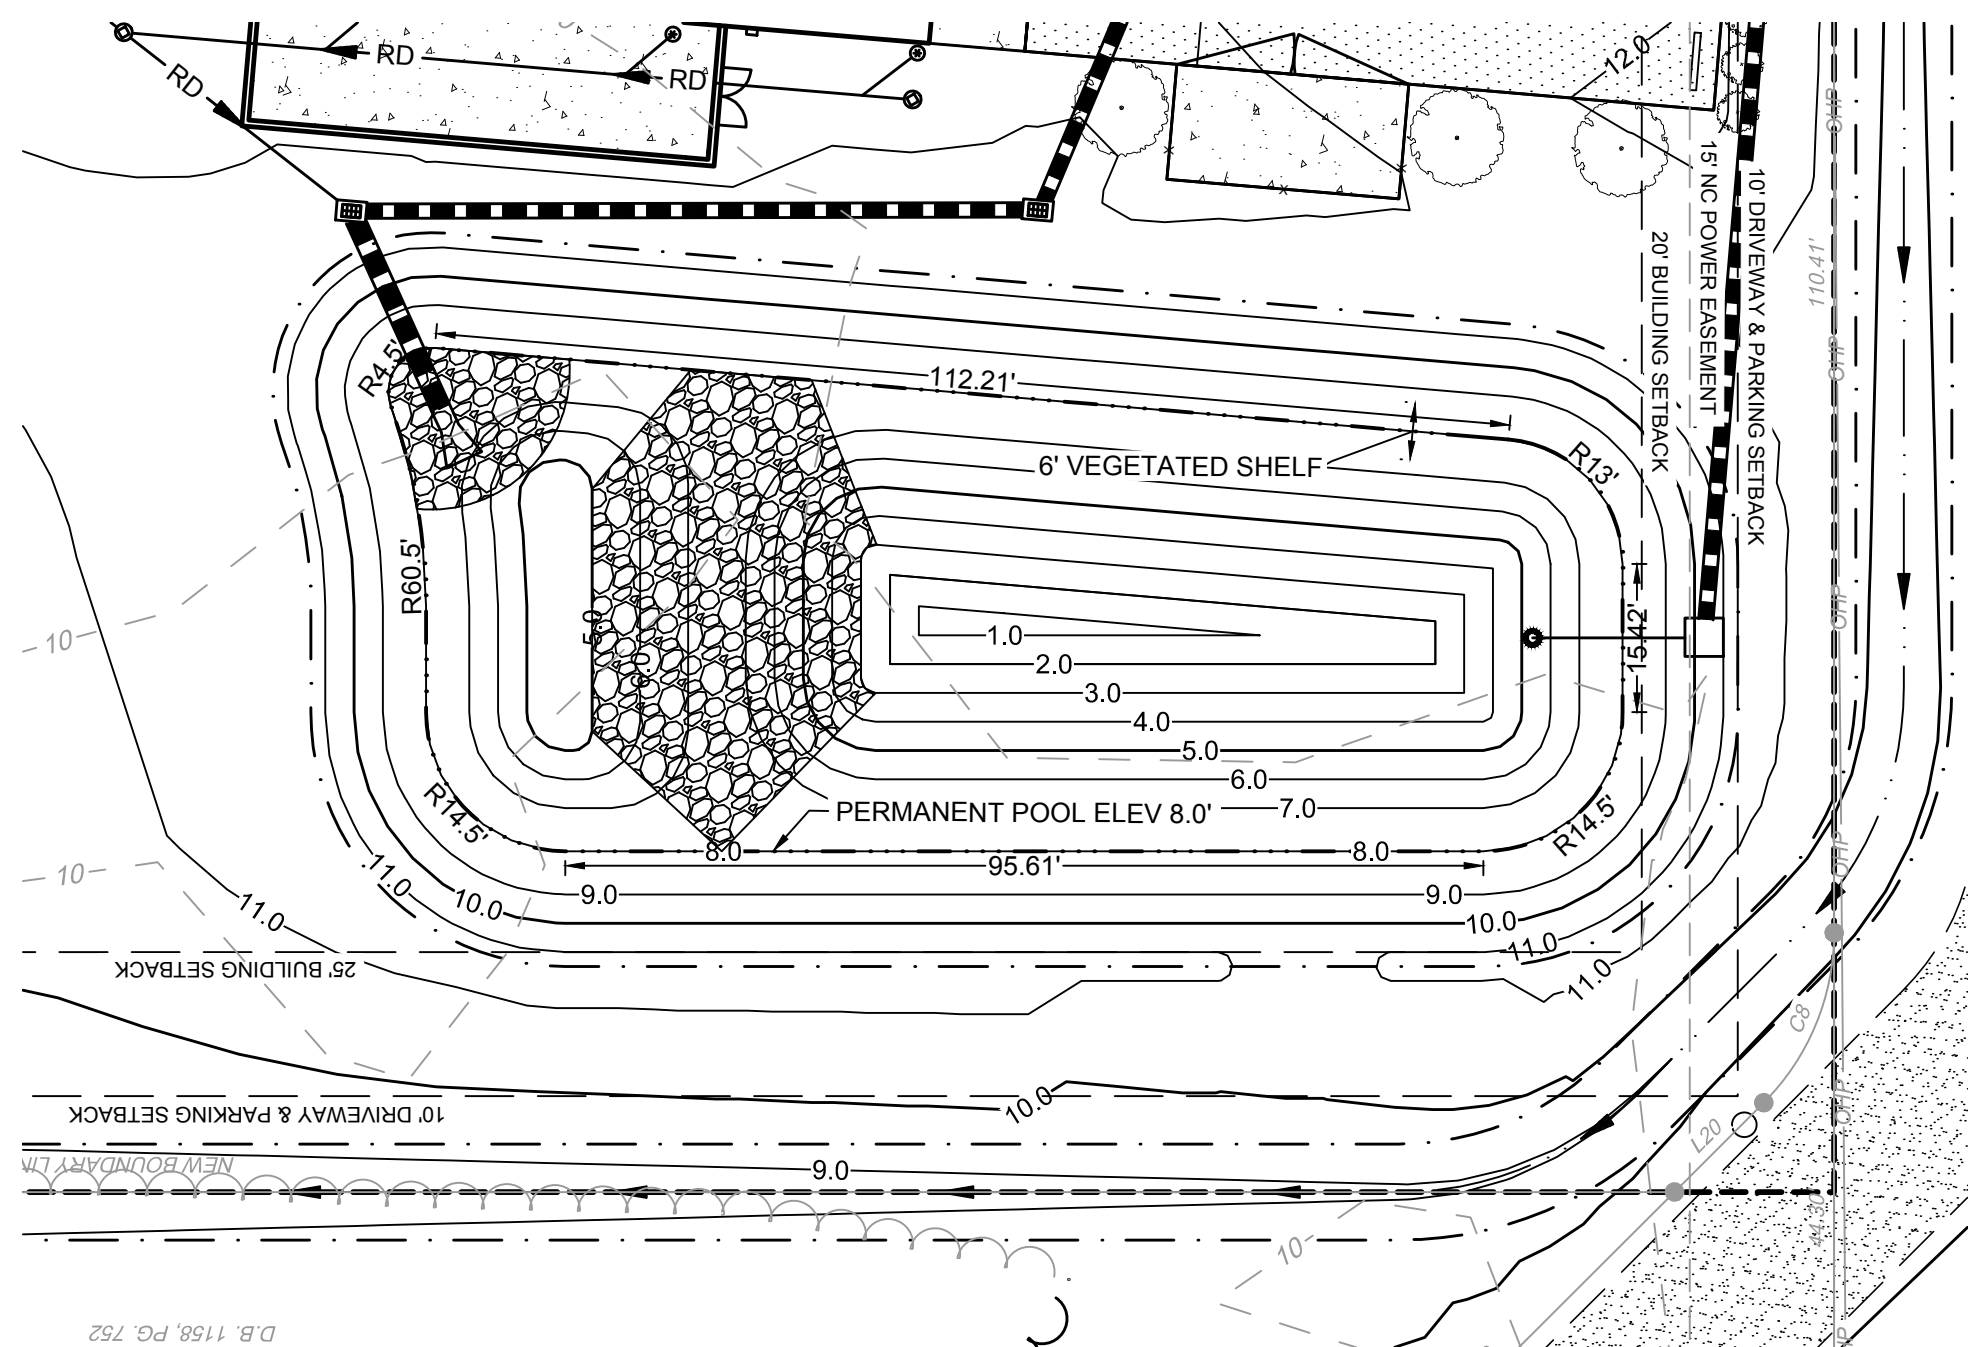 12.0
RD
RD
RD
OHP
15' NC POWER EASEMENT
10' DRIVEWAY & PARKING SETBACK
20' BUILDING SETBACK
110.41'
OHP
R4.5'
112.21'
6' VEGETATED SHELF
R13'
R60.5'
OHP
10
5.0
6.0
1.0
2.0
3.0
4.0
5.0
6.0
7.0
15.42'
PERMANENT POOL ELEV 8.0'
R14.5'
R14.5'
8.0
8.0
95.61'
OHP
10
11.0
11.0
10.0
9.0
9.0
10.0
11.0
11.0
25' BUILDING SETBACK
C8
10' DRIVEWAY & PARKING SETBACK
10.0
OHP
L20
NEW BOUNDARY LIN
9.0
44.30'
10
D.B. 1158, PG. 752
HP